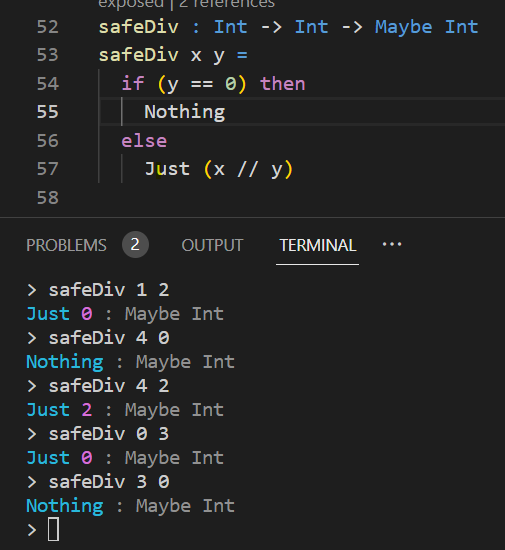 exposed | 2 references
52 safeDiv : Int -> Int -> Maybe Int
53 safeDiv x y =
54 if (y == 0) then
55 Nothing
56 else
57 Just (x // y)
58
PROBLEMS 2 OUTPUT TERMINAL ...
> safeDiv 1 2
Just 0 : Maybe Int
> safeDiv 4 0
Nothing : Maybe Int
> safeDiv 4 2
Just 2 : Maybe Int
> safeDiv 0 3
Just 0 : Maybe Int
> safeDiv 3 0
Nothing : Maybe Int
>